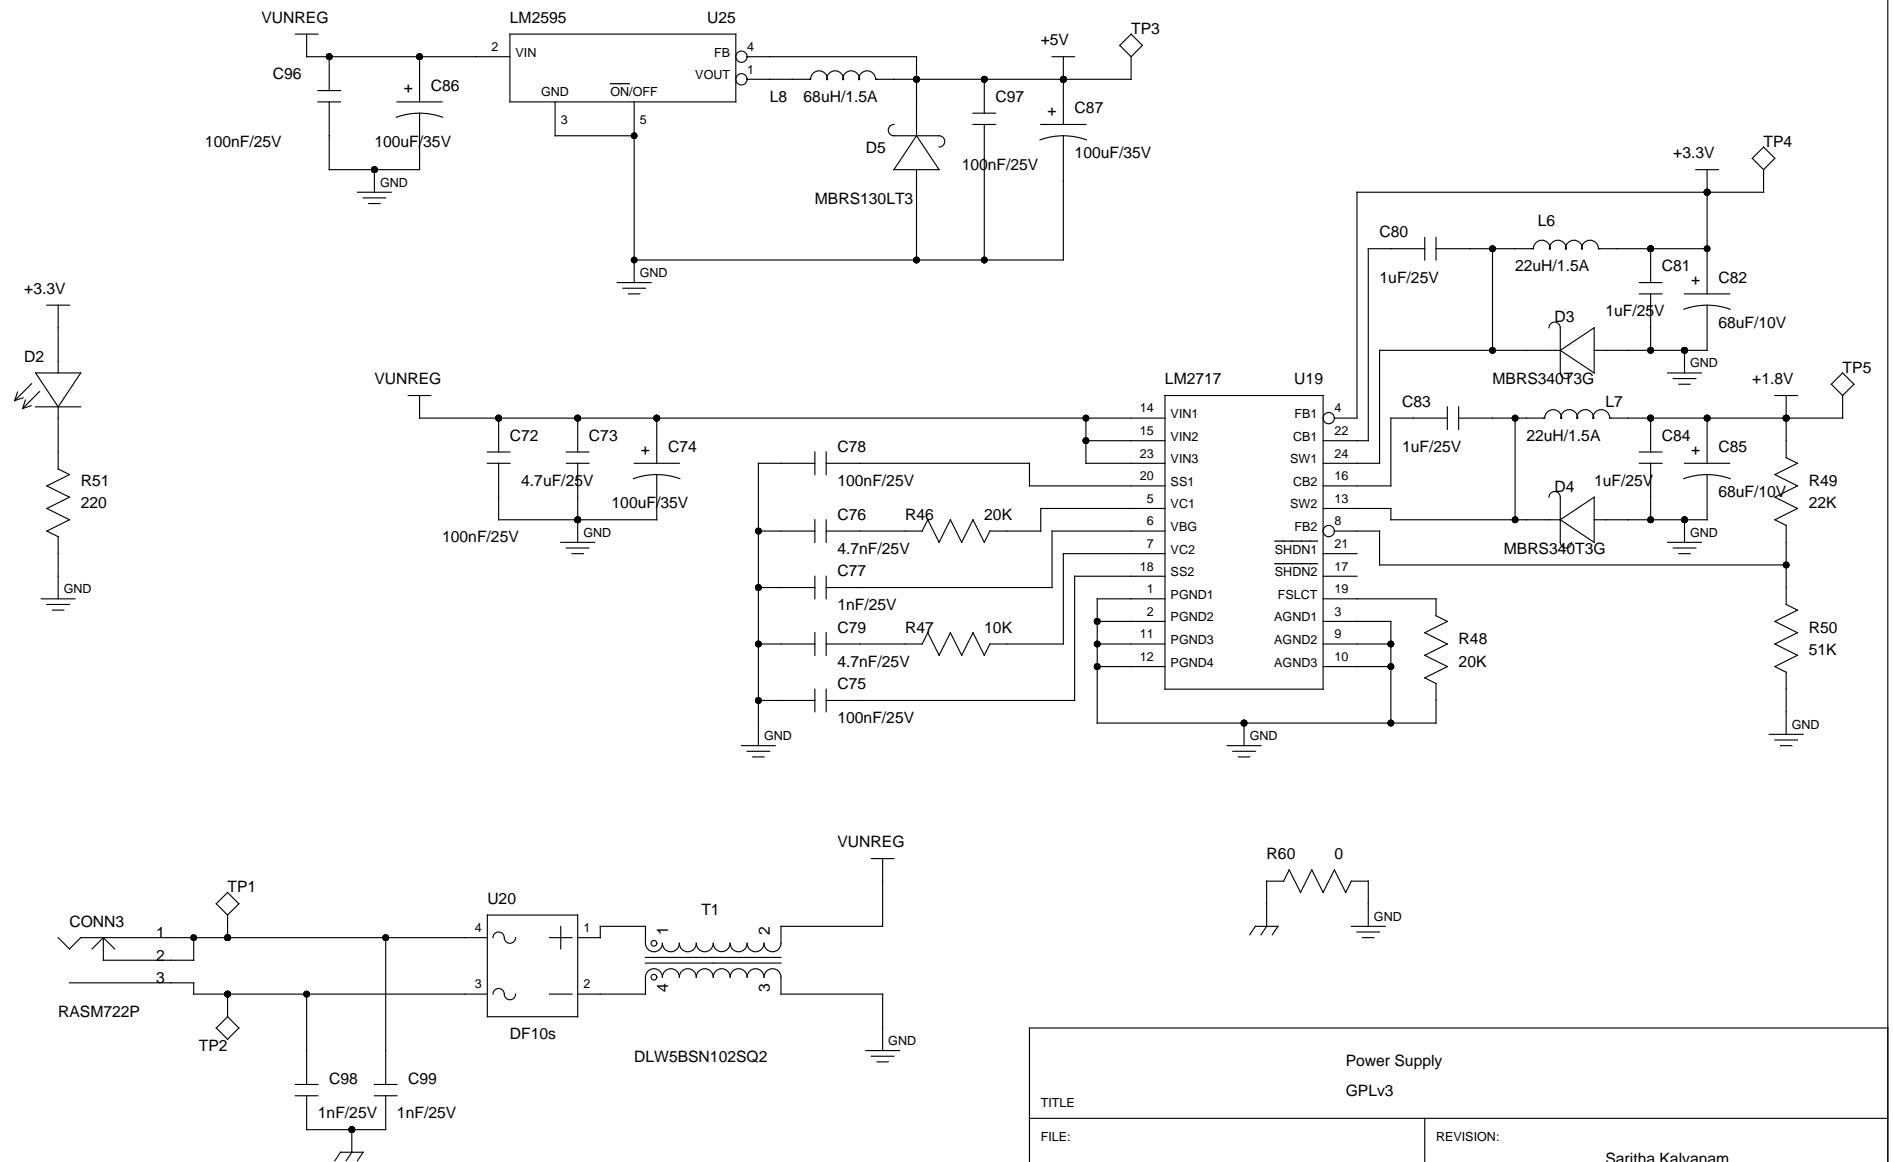 VUNREG
LM2595
U25
C96
100nF/25V
+
C86
100uF/35V
GND
2
VIN
FB
4
VOUT
1
GND
ON/OFF
3
5
L8
68uH/1.5A
D5
MBRS130LT3
C97
100nF/25V
+5V
+
C87
100uF/35V
TP3
GND
+3.3V
D2
R51
220
GND
VUNREG
C72
100nF/25V
C73
4.7uF/25V
+
C74
100uF/35V
GND
C78
100nF/25V
C76
4.7nF/25V
R46
20K
C77
1nF/25V
C79
4.7nF/25V
R47
10K
C75
100nF/25V
GND
LM2717
U19
14
VIN1
15
VIN2
23
VIN3
20
SS1
5
VC1
6
VBG
7
VC2
18
SS2
1
PGND1
2
PGND2
11
PGND3
12
PGND4
FB1
4
CB1
22
SW1
24
CB2
16
SW2
13
FB2
8
SHDN1
21
SHDN2
17
FSLCT
19
AGND1
3
AGND2
9
AGND3
10
GND
R48
20K
+3.3V
TP4
C80
1uF/25V
L6
22uH/1.5A
C81
1uF/25V
+
C82
68uF/10V
D3
MBRS340T3G
GND
+1.8V
TP5
C83
1uF/25V
L7
22uH/1.5A
C84
1uF/25V
+
C85
68uF/10V
D4
MBRS340T3G
GND
R49
22K
R50
51K
GND
CONN3
1
2
3
RASM722P
TP1
TP2
C98
1nF/25V
C99
1nF/25V
U20
4
3
1
2
DF10s
T1
1
2
4
3
DLW5BSN102SQ2
VUNREG
GND
R60
0
GND
Power Supply
GPLv3
TITLE
FILE:
REVISION:
Saritha Kalyanam